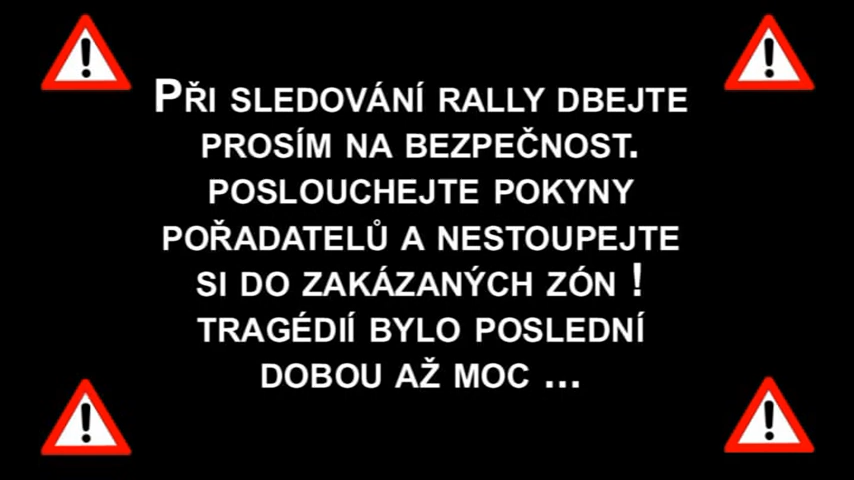 Při sledování rally dbejte
prosím na bezpečnost.
poslouchejte pokyny
pořadatelů a nestoupejte
si do zakázaných zón !
tragédií bylo poslední
dobou až moc ...